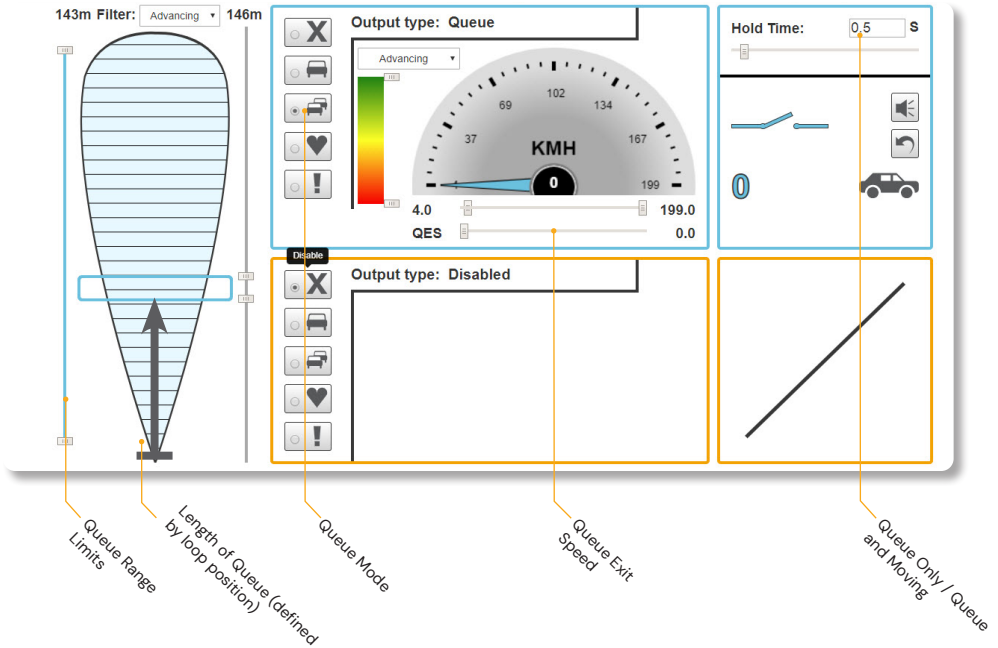 143m Filter: Advancing 146m
Output type: Queue
Advancing
37
69
102
134
167
199
KMH
0
4.0
199.0
QES
0.0
Hold Time: 0.5 S
0
Disable
Output type: Disabled
Queue Range
Limits
Length of Queue (defined
by loop position)
Queue Mode
Queue Exit
Speed
Queue Only / Queue
and Moving